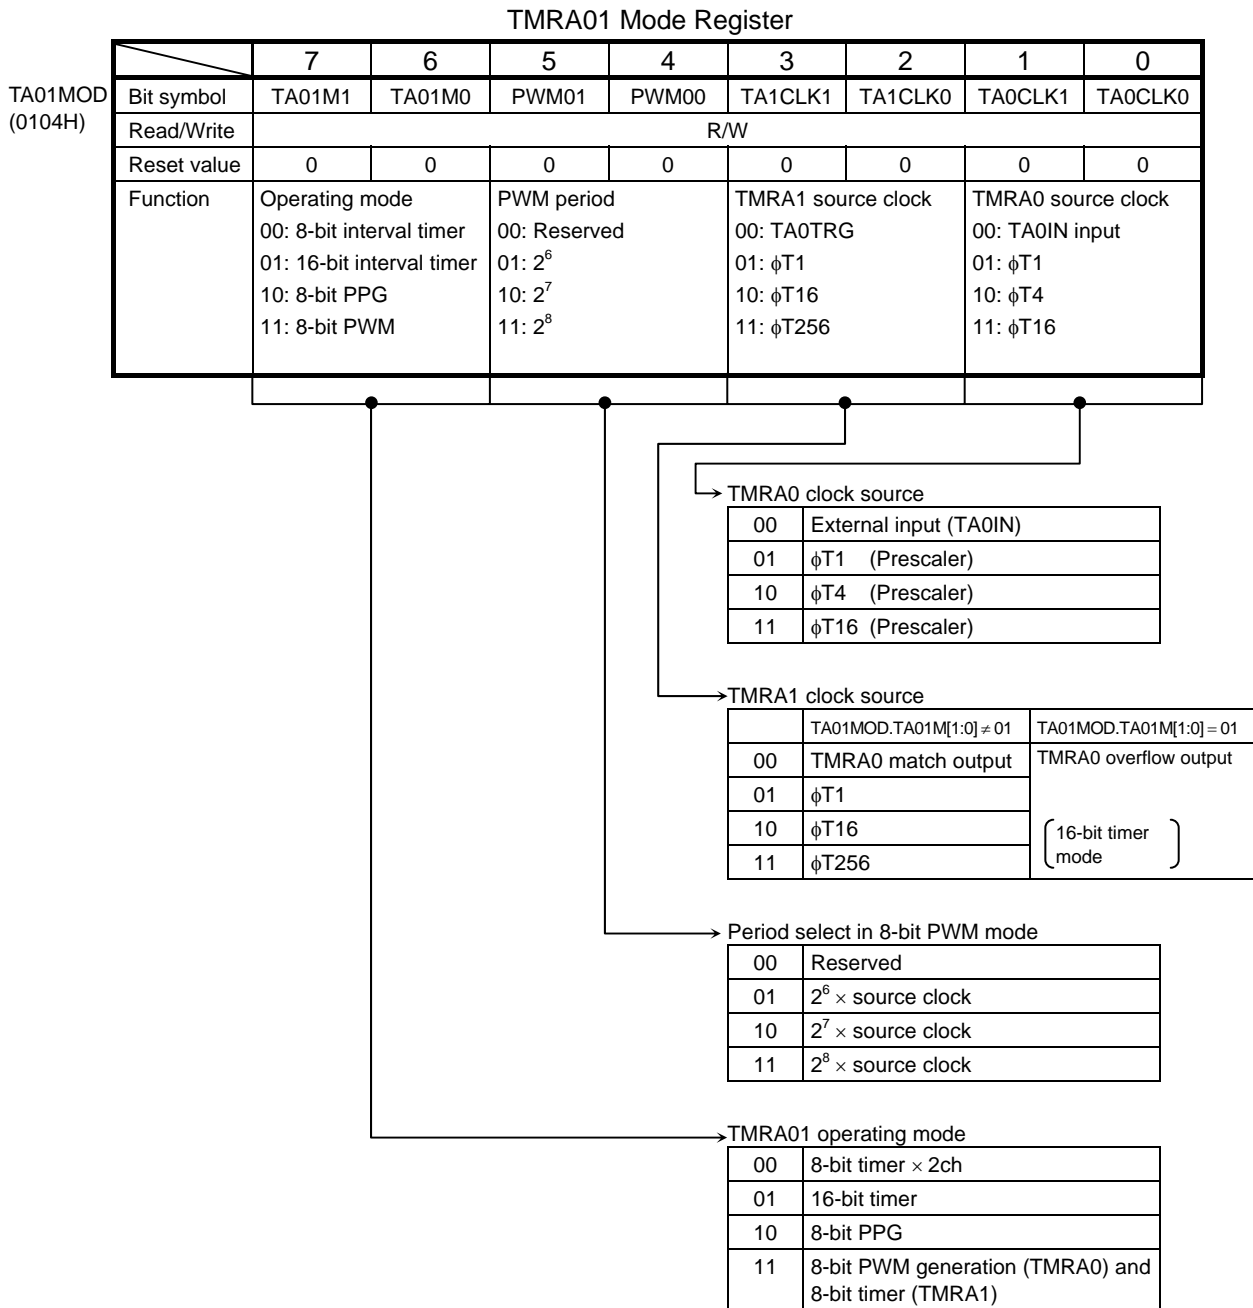 TMRA01 Mode Register
7 6 5 4 3 2 1 0
TA01MOD (0104H)
Bit symbol TA01M1 TA01M0 PWM01 PWM00 TA1CLK1 TA1CLK0 TA0CLK1 TA0CLK0
Read/Write R/W
Reset value 0 0 0 0 0 0 0 0
Function Operating mode PWM period TMRA1 source clock TMRA0 source clock
00: 8-bit interval timer 00: Reserved 00: TA0TRG 00: TA0IN input
01: 16-bit interval timer 01: 2⁶ 01: ϕT1 01: ϕT1
10: 8-bit PPG 10: 2⁷ 10: ϕT16 10: ϕT4
11: 8-bit PWM 11: 2⁸ 11: ϕT256 11: ϕT16
TMRA0 clock source
00 External input (TA0IN)
01 ϕT1 (Prescaler)
10 ϕT4 (Prescaler)
11 ϕT16 (Prescaler)
TMRA1 clock source
TA01MOD.TA01M[1:0] ≠ 01 TA01MOD.TA01M[1:0] = 01
00 TMRA0 match output TMRA0 overflow output
01 ϕT1
10 ϕT16 16-bit timer
11 ϕT256 mode
Period select in 8-bit PWM mode
00 Reserved
01 2⁶ × source clock
10 2⁷ × source clock
11 2⁸ × source clock
TMRA01 operating mode
00 8-bit timer × 2ch
01 16-bit timer
10 8-bit PPG
11 8-bit PWM generation (TMRA0) and
8-bit timer (TMRA1)